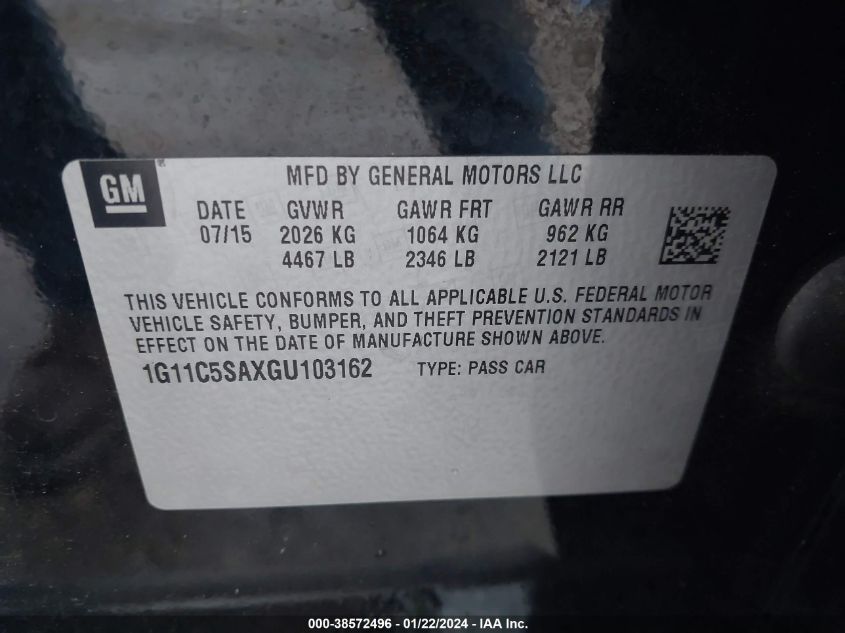 GM
MFD BY GENERAL MOTORS LLC
DATE GVWR GAWR FRT GAWR RR
07/15 2026 KG 1064 KG 962 KG
4467 LB 2346 LB 2121 LB
THIS VEHICLE CONFORMS TO ALL APPLICABLE U.S. FEDERAL MOTOR
VEHICLE SAFETY, BUMPER, AND THEFT PREVENTION STANDARDS IN
EFFECT ON THE DATE OF MANUFACTURE SHOWN ABOVE.
1G11C5SAXGU103162 TYPE: PASS CAR
000-38572496 - 01/22/2024 - IAA Inc.